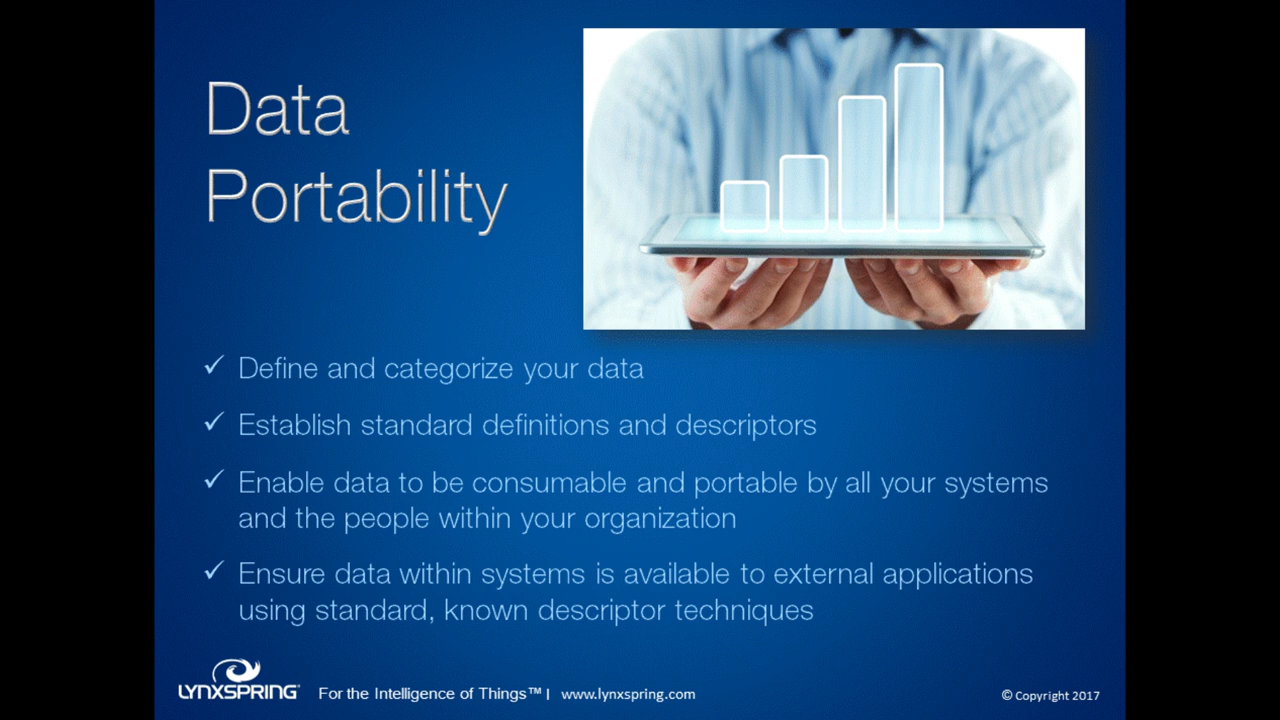 Data
Portability
✓ Define and categorize your data
✓ Establish standard definitions and descriptors
✓ Enable data to be consumable and portable by all your systems
and the people within your organization
✓ Ensure data within systems is available to external applications
using standard, known descriptor techniques
LYNXSPRING® For the Intelligence of Things™ | www.lynxspring.com © Copyright 2017